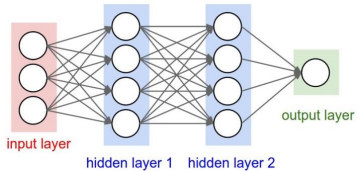 input layer
hidden layer 1
hidden layer 2
output layer